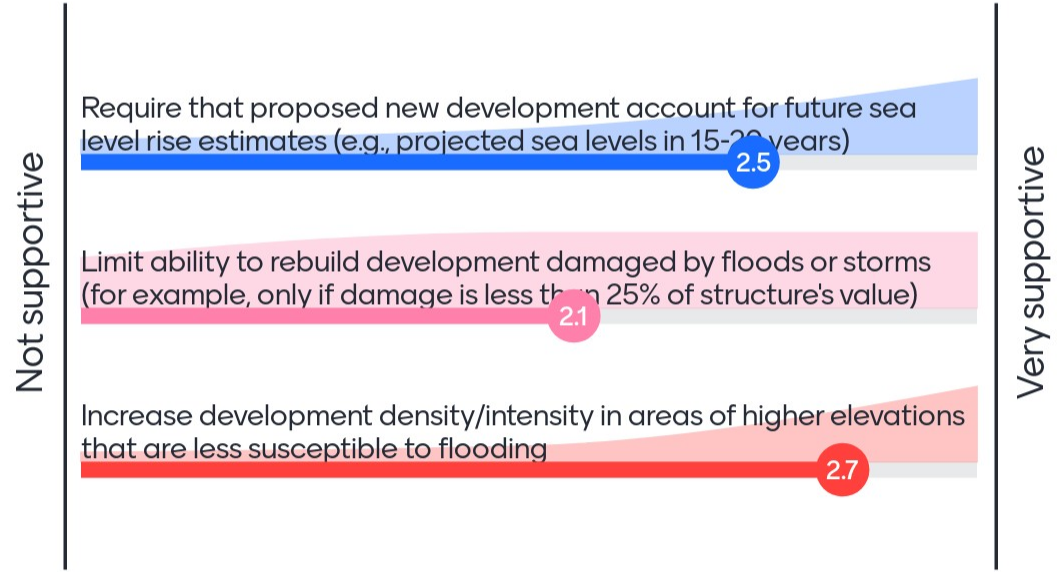 Not supportive
Require that proposed new development account for future sea
level rise estimates (e.g., projected sea levels in 15- years)
2.5
Limit ability to rebuild development damaged by floods or storms
(for example, only if damage is less than 25% of structure's value)
2.1
Increase development density/intensity in areas of higher elevations
that are less susceptible to flooding
2.7
Very supportive